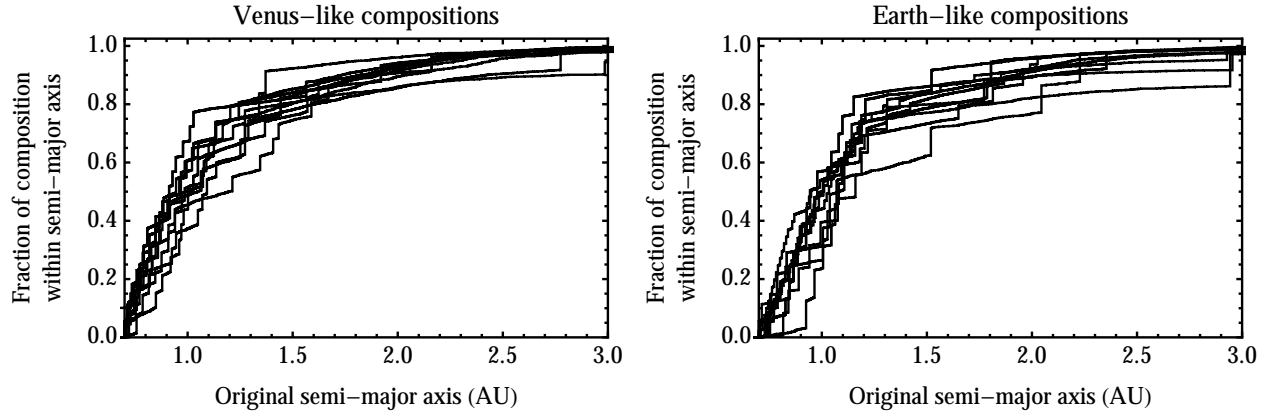 Venus−like compositions
Fraction of composition
within semi−major axis
1.0
0.8
0.6
0.4
0.2
0.0
1.0 1.5 2.0 2.5 3.0
Original semi−major axis (AU)
Earth−like compositions
Fraction of composition
within semi−major axis
1.0
0.8
0.6
0.4
0.2
0.0
1.0 1.5 2.0 2.5 3.0
Original semi−major axis (AU)